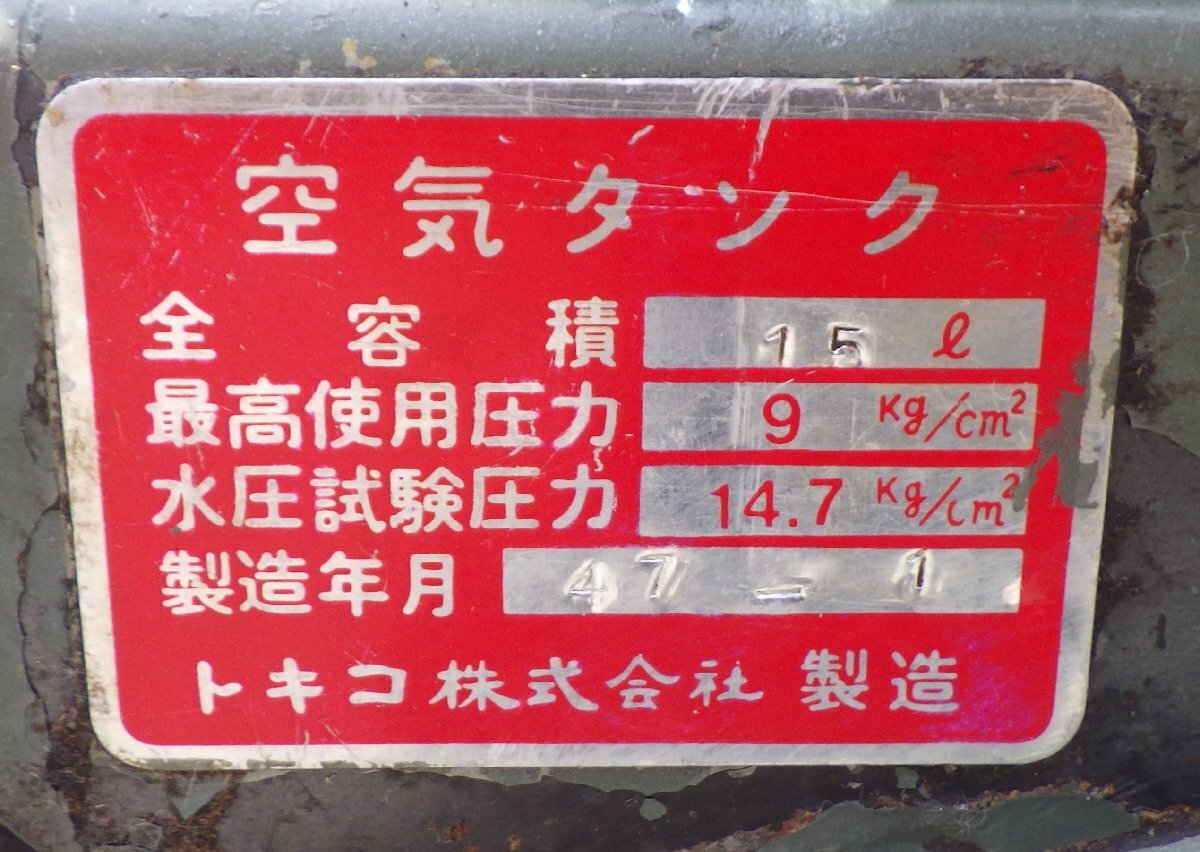 空気タンク
全容積 15 ℓ
最高使用圧力 9 Kg/cm²
水圧試験圧力 14.7 Kg/cm²
製造年月 47-1
トキコ株式会社 製造